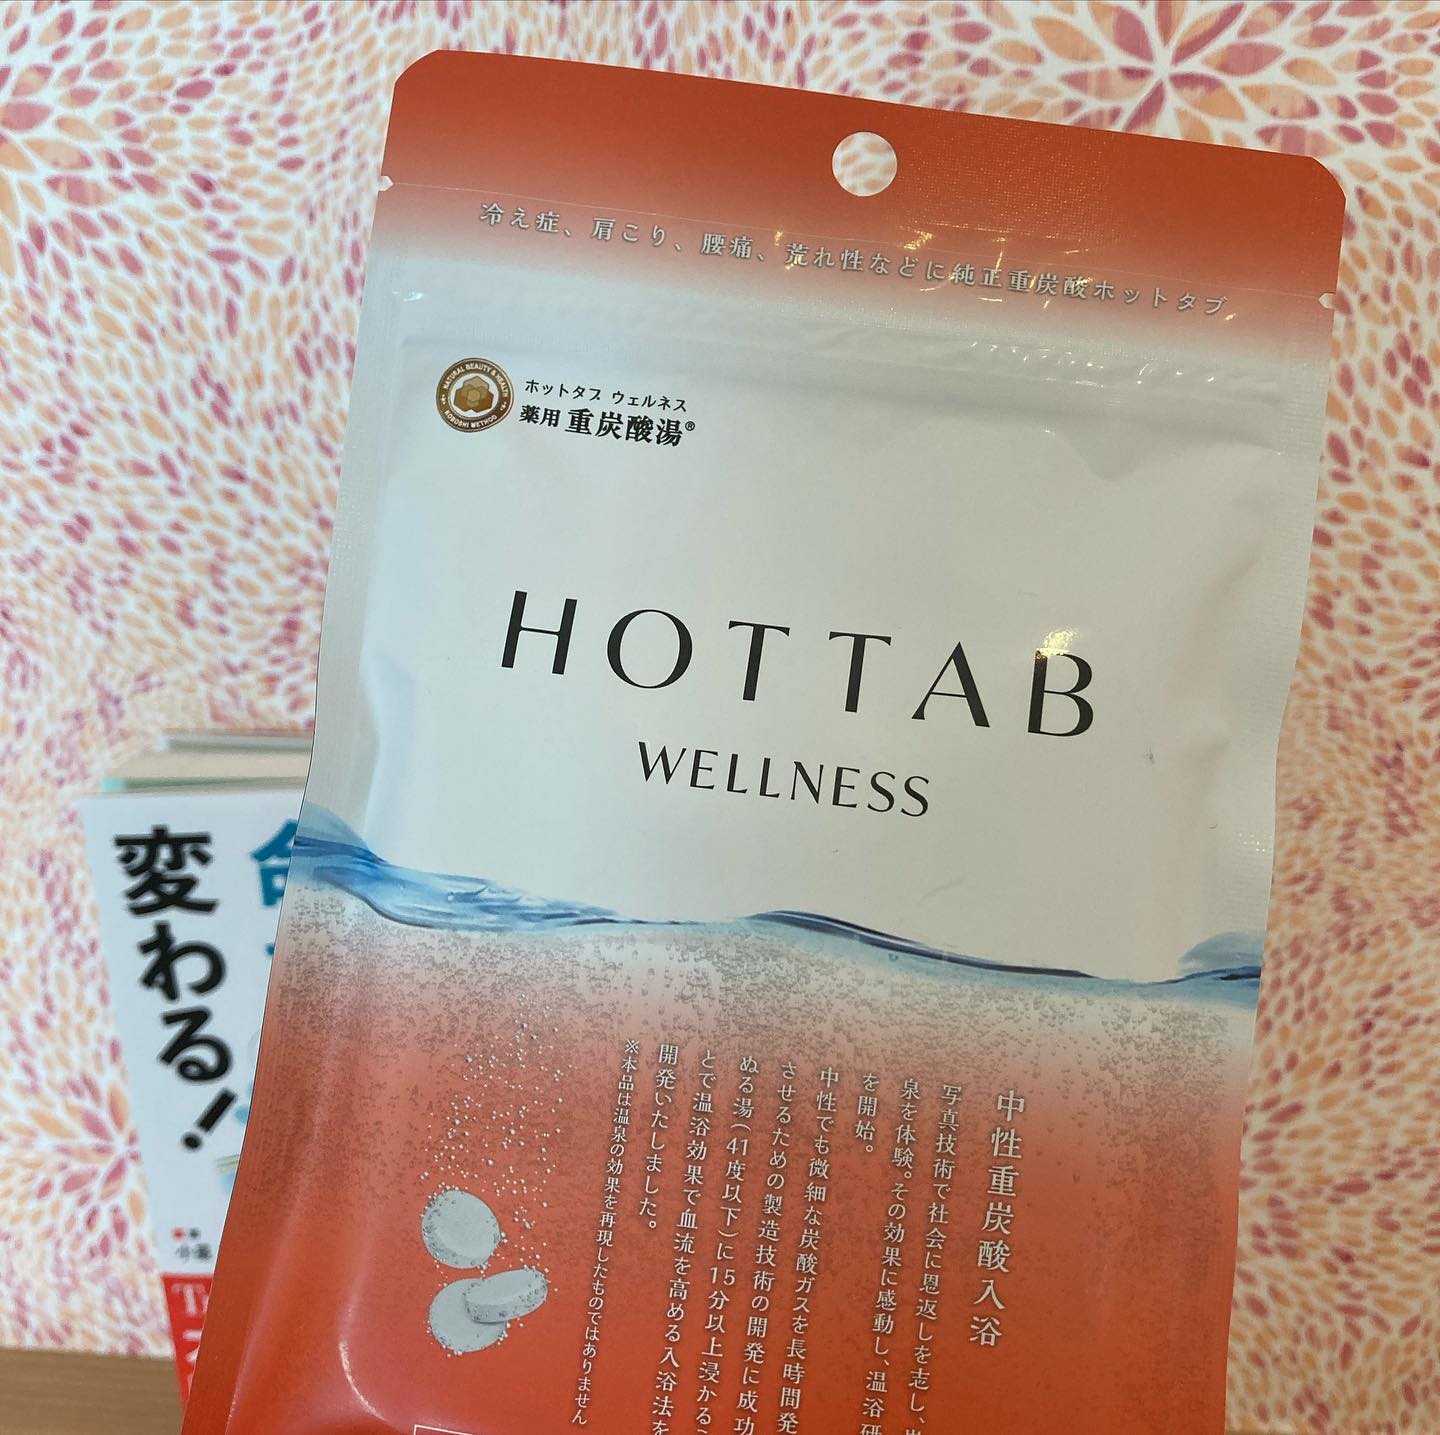 冷え症、肩こり、腰痛、荒れ性などに純正重炭酸ホットタブ
NATURAL BEAUTY & HEALTH
KOBOSHI METHOD
ホットタブ ウェルネス
薬用 重炭酸湯®
HOT TAB
WELLNESS
中性重炭酸入浴
写真技術で社会に恩返しを志し、
泉を体験。その効果に感動し、温浴研
を開始。
中性でも微細な炭酸ガスを長時間発
させるための製造技術の開発に成功
ぬる湯(41度以下)に15分以上浸かるこ
とで温浴効果で血流を高める入浴法を
開発いたしました。
※本品は温泉の効果を再現したものではありません
変わる!